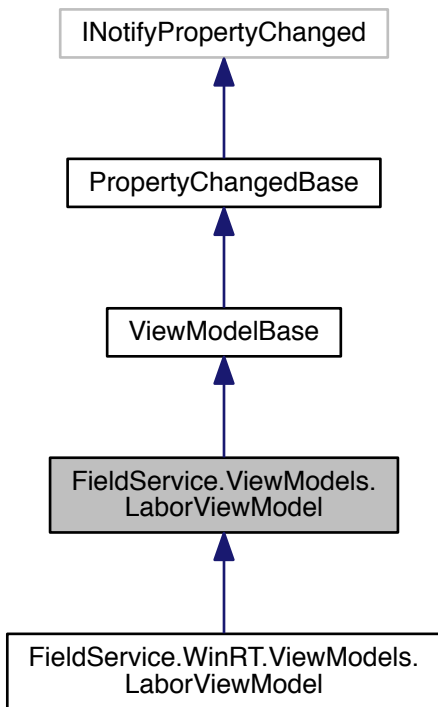 INotifyPropertyChanged
PropertyChangedBase
ViewModelBase
FieldService.ViewModels.
LaborViewModel
FieldService.WinRT.ViewModels.
LaborViewModel